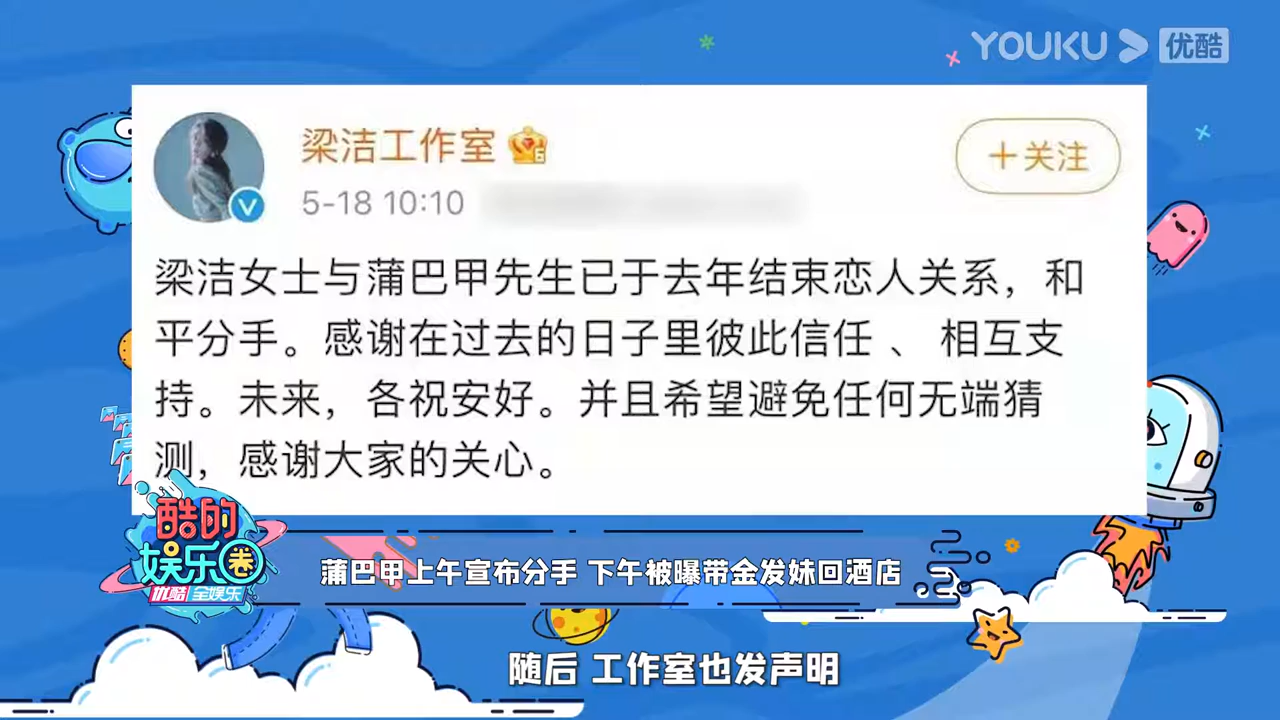 YOUKU 优酷
梁洁工作室
+关注
5-18 10:10
梁洁女士与蒲巴甲先生已于去年结束恋人关系，和
平分手。感谢在过去的日子里彼此信任 、 相互支
持。未来，各祝安好。并且希望避免任何无端猜
测，感谢大家的关心。
酷的
娱乐圈
优酷 全娱乐
蒲巴甲上午宣布分手 下午被曝带金发妹回酒店
随后 工作室也发声明